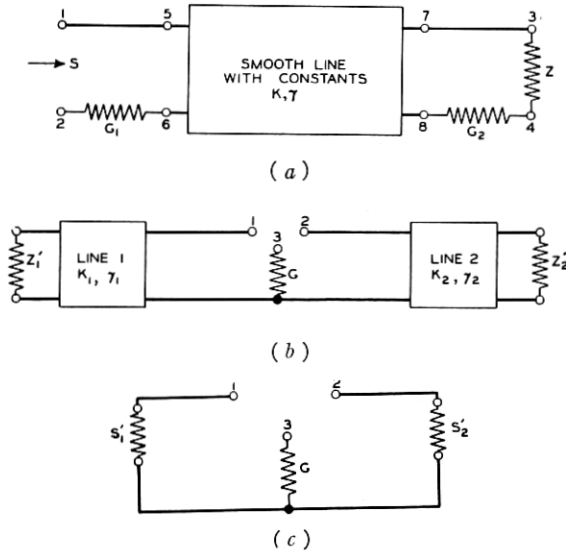 1 5 7 3
S
SMOOTH LINE
WITH CONSTANTS
K, γ
Z
2 G₁ 6 8 G₂ 4
(a)
1 2
3
Z₁′ LINE 1 G LINE 2 Z₂′
K₁, γ₁ K₂, γ₂
(b)
1 2
3
S₁′ G S₂′
(c)